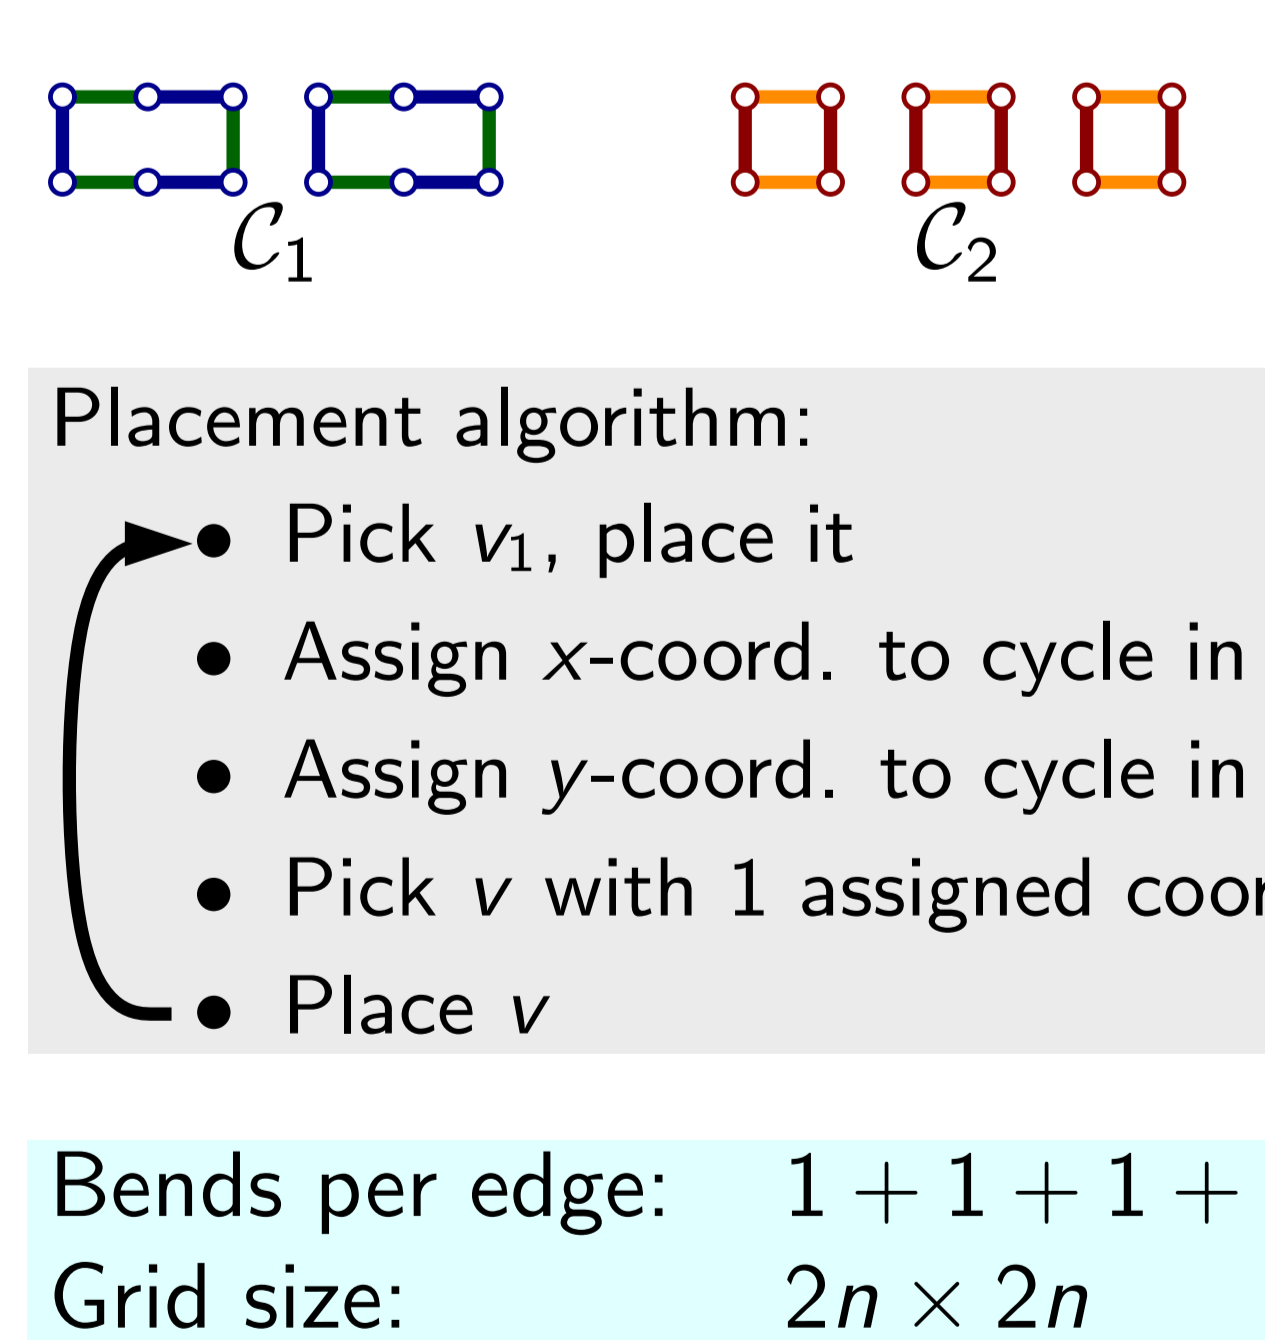 𝒞₁ 𝒞₂
Placement algorithm:
● Pick v₁, place it
● Assign x-coord. to cycle in
● Assign y-coord. to cycle in
● Pick v with 1 assigned
● Place v
Bends per edge: 1 + 1 + 1 +
Grid size: 2n × 2n